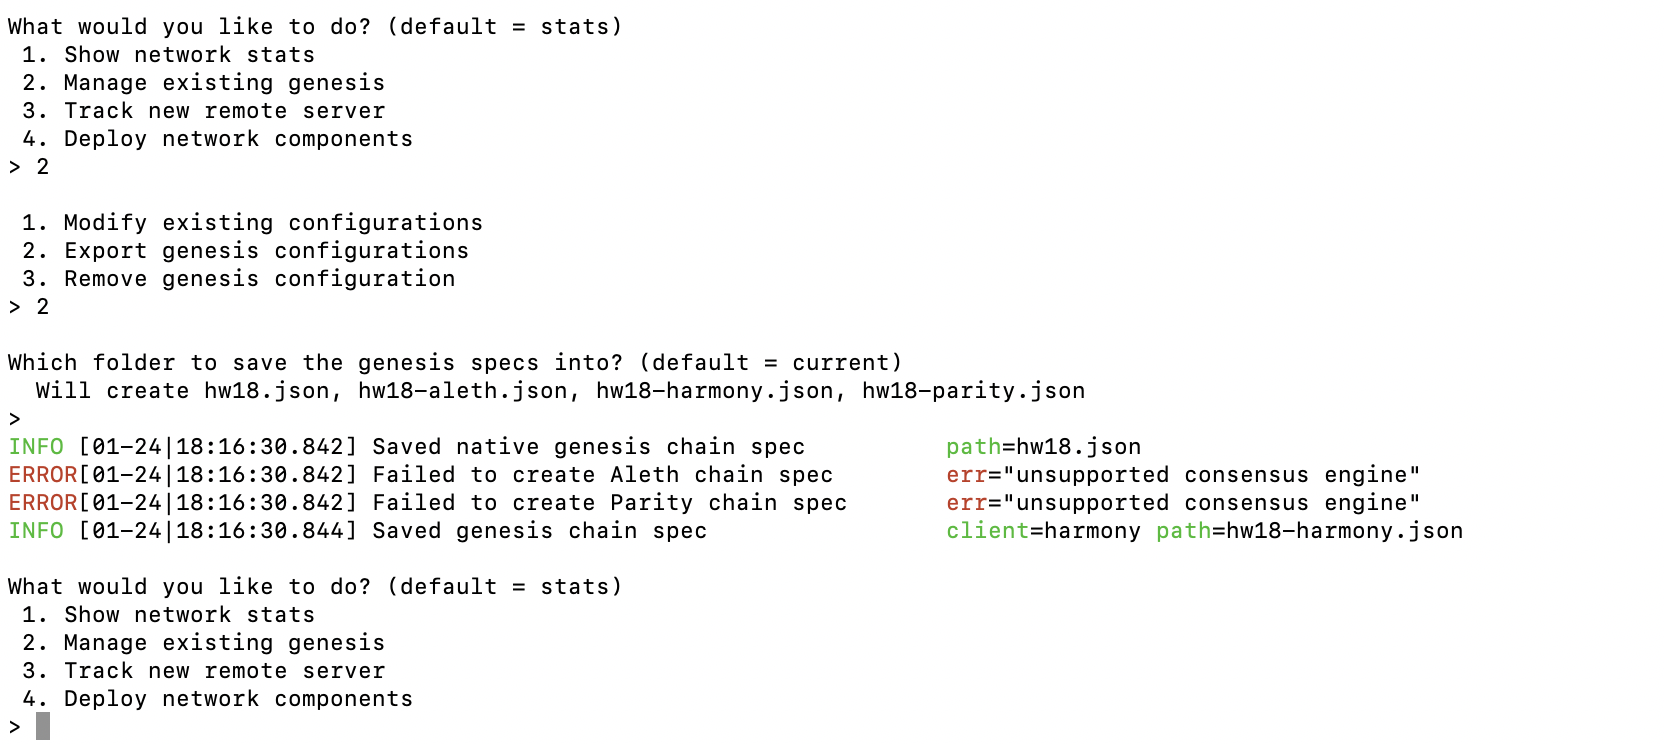 What would you like to do? (default = stats)
 1. Show network stats
 2. Manage existing genesis
 3. Track new remote server
 4. Deploy network components
> 2

 1. Modify existing configurations
 2. Export genesis configurations
 3. Remove genesis configuration
> 2

Which folder to save the genesis specs into? (default = current)
  Will create hw18.json, hw18-aleth.json, hw18-harmony.json, hw18-parity.json
>
INFO [01-24|18:16:30.842] Saved native genesis chain spec          path=hw18.json
ERROR[01-24|18:16:30.842] Failed to create Aleth chain spec        err="unsupported consensus engine"
ERROR[01-24|18:16:30.842] Failed to create Parity chain spec       err="unsupported consensus engine"
INFO [01-24|18:16:30.844] Saved genesis chain spec                 client=harmony path=hw18-harmony.json

What would you like to do? (default = stats)
 1. Show network stats
 2. Manage existing genesis
 3. Track new remote server
 4. Deploy network components
>